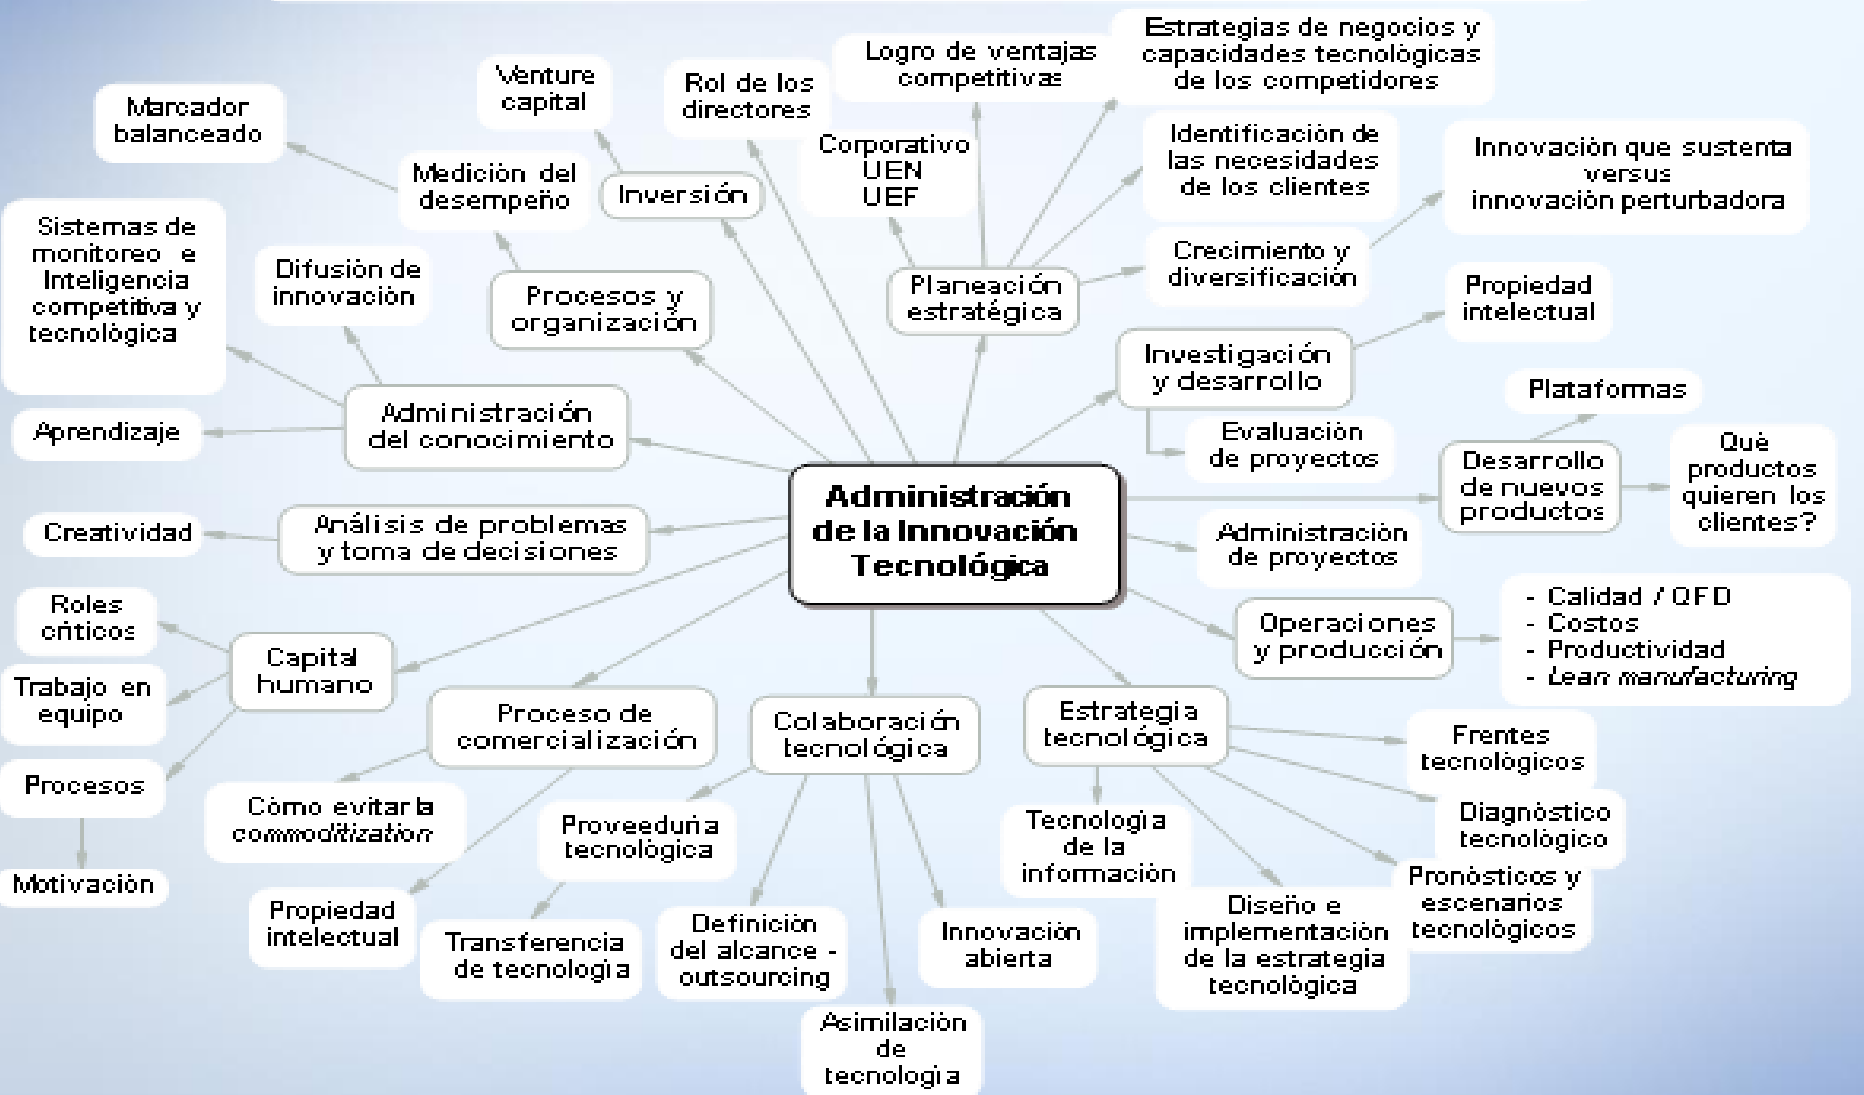 Estrategias de negocios y
capacidades tecnológicas
de los competidores
Logro de ventajas
competitivas
Venture
capital
Rol de los
directores
Marcador
balanceado
Corporativo
UEN
UEF
Identificación de
las necesidades
de los clientes
Innovación que sustenta
versus
innovación perturbadora
Medición del
desempeño
Inversión
Sistemas de
monitoreo e
Inteligencia
competitiva y
tecnológica
Difusión de
innovación
Procesos y
organización
Planeación
estratégica
Crecimiento y
diversificación
Propiedad
intelectual
Investigación
y desarrollo
Plataformas
Aprendizaje
Administración
del conocimiento
Evaluación
de proyectos
Desarrollo
de nuevos
productos
Qué
productos
quieren los
clientes?
Administración
de la Innovación
Tecnológica
Creatividad
Análisis de problemas
y toma de decisiones
Administración
de proyectos
Roles
críticos
Capital
humano
Operaciones
y producción
- Calidad / QFD
- Costos
- Productividad
- Lean manufacturing
Trabajo en
equipo
Proceso de
comercialización
Colaboración
tecnológica
Estrategia
tecnológica
Frentes
tecnológicos
Procesos
Cómo evitar la
commoditization
Proveeduría
tecnológica
Tecnología
de la
información
Diagnóstico
tecnológico
Motivación
Propiedad
intelectual
Transferencia
de tecnología
Definición
del alcance -
outsourcing
Innovación
abierta
Diseño e
implementación
de la estrategia
tecnológica
Pronósticos y
escenarios
tecnológicos
Asimilación
de
tecnología